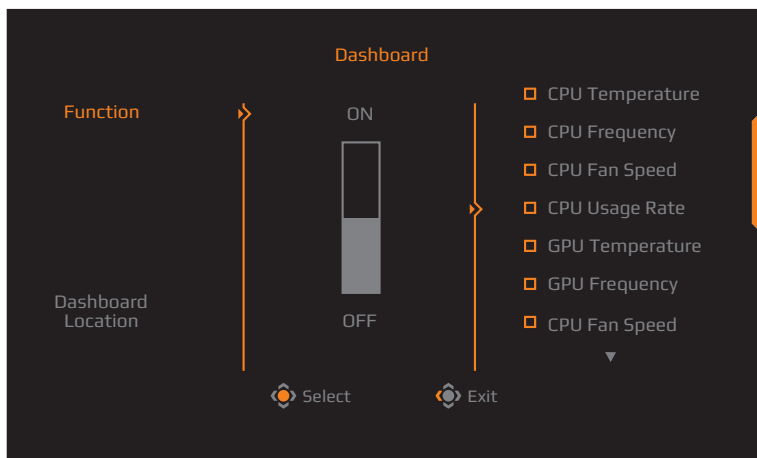 Dashboard
Function
Dashboard
Location
ON
OFF
CPU Temperature
CPU Frequency
CPU Fan Speed
CPU Usage Rate
GPU Temperature
GPU Frequency
CPU Fan Speed
Select
Exit